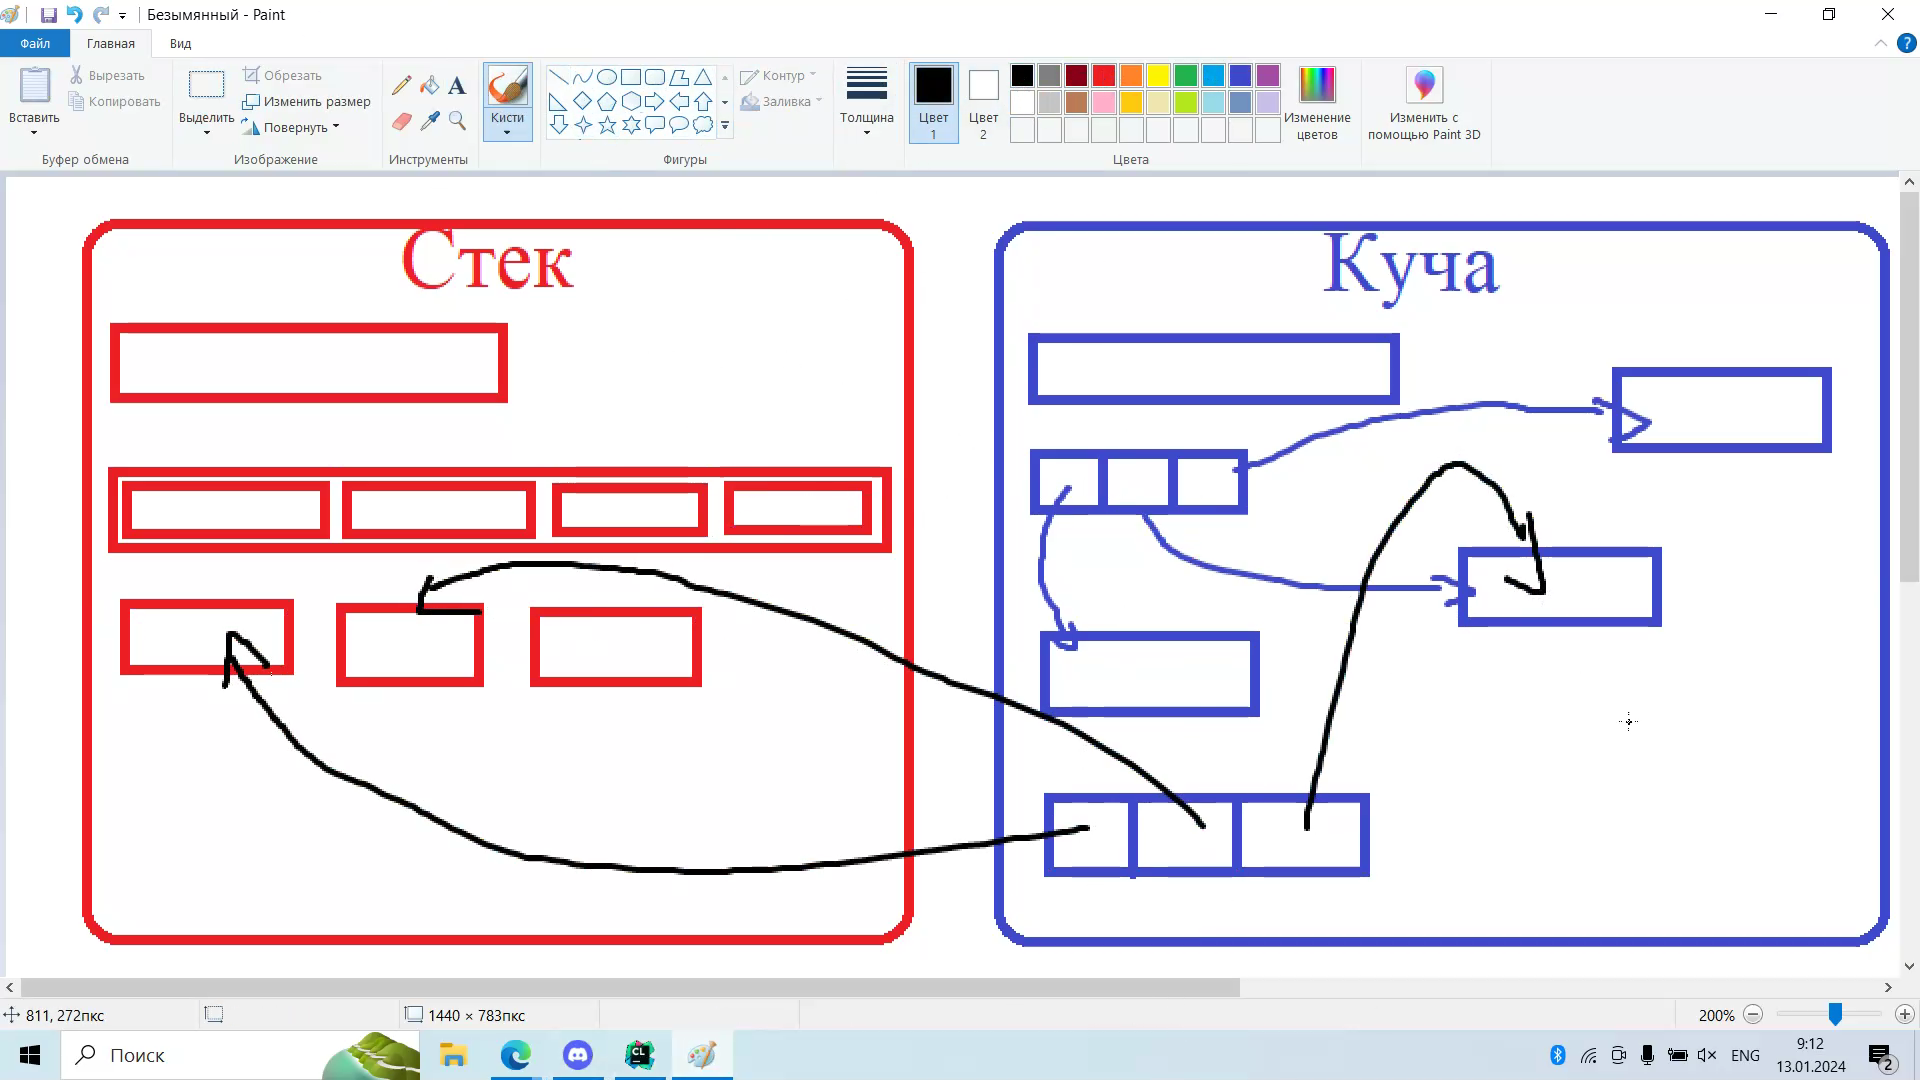 Безымянный - Paint
Файл
Главная
Вид
Вставить
Вырезать
Копировать
Буфер обмена
Выделить
Обрезать
Изменить размер
Повернуть
Изображение
Инструменты
Кисти
Контур
Заливка
Фигуры
Толщина
Цвет
1
Цвет
2
Изменение
цветов
Цвета
Изменить с
помощью Paint 3D
Стек
Куча
811, 272пкс
1440 × 783пкс
200%
Поиск
CL
ENG
9:12
13.01.2024
2